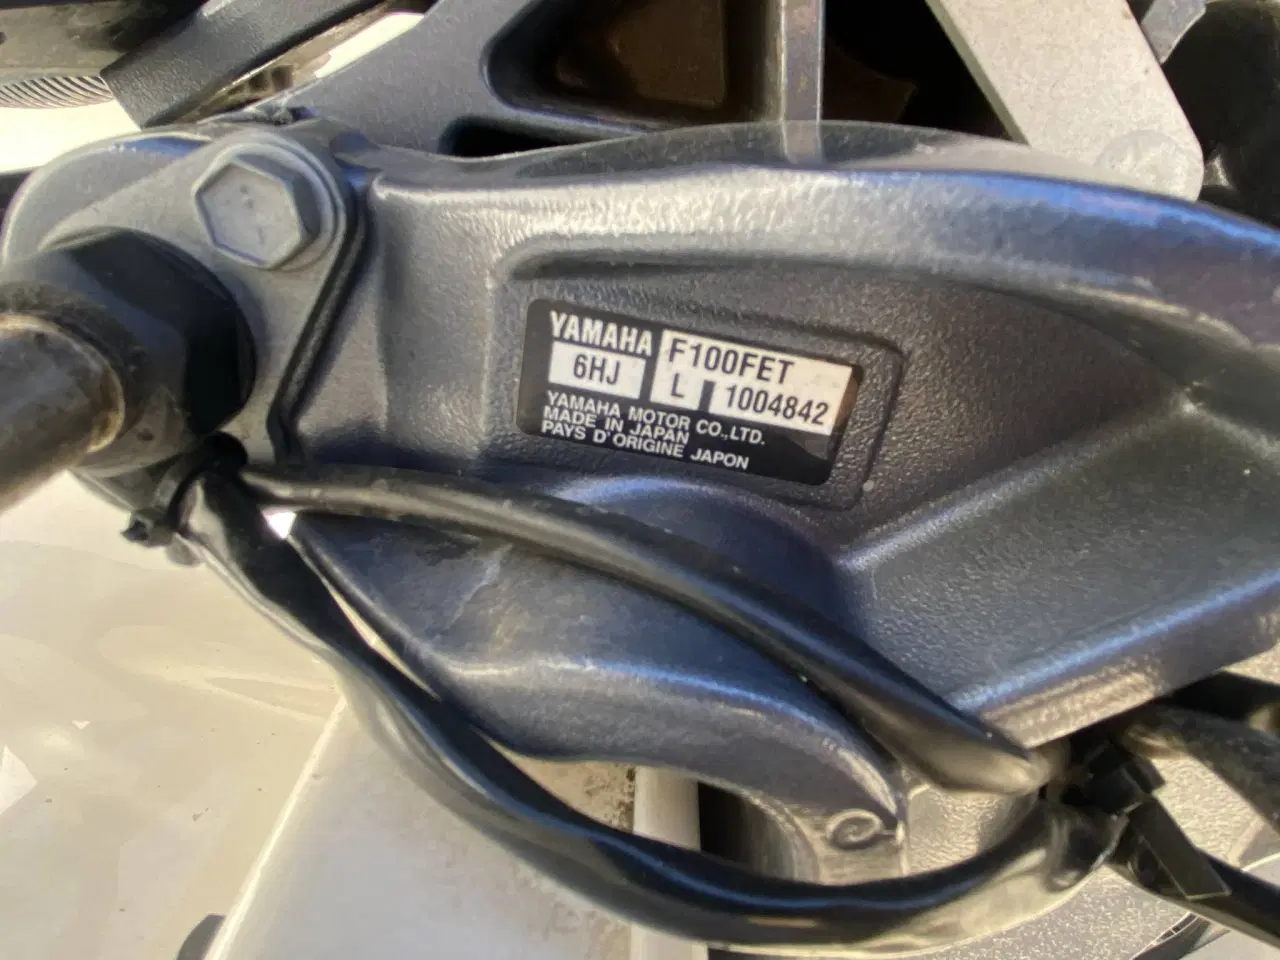 YAMAHA F100FET
6HJ L 1004842
YAMAHA MOTOR CO.,LTD.
MADE IN JAPAN
PAYS D'ORIGINE JAPON